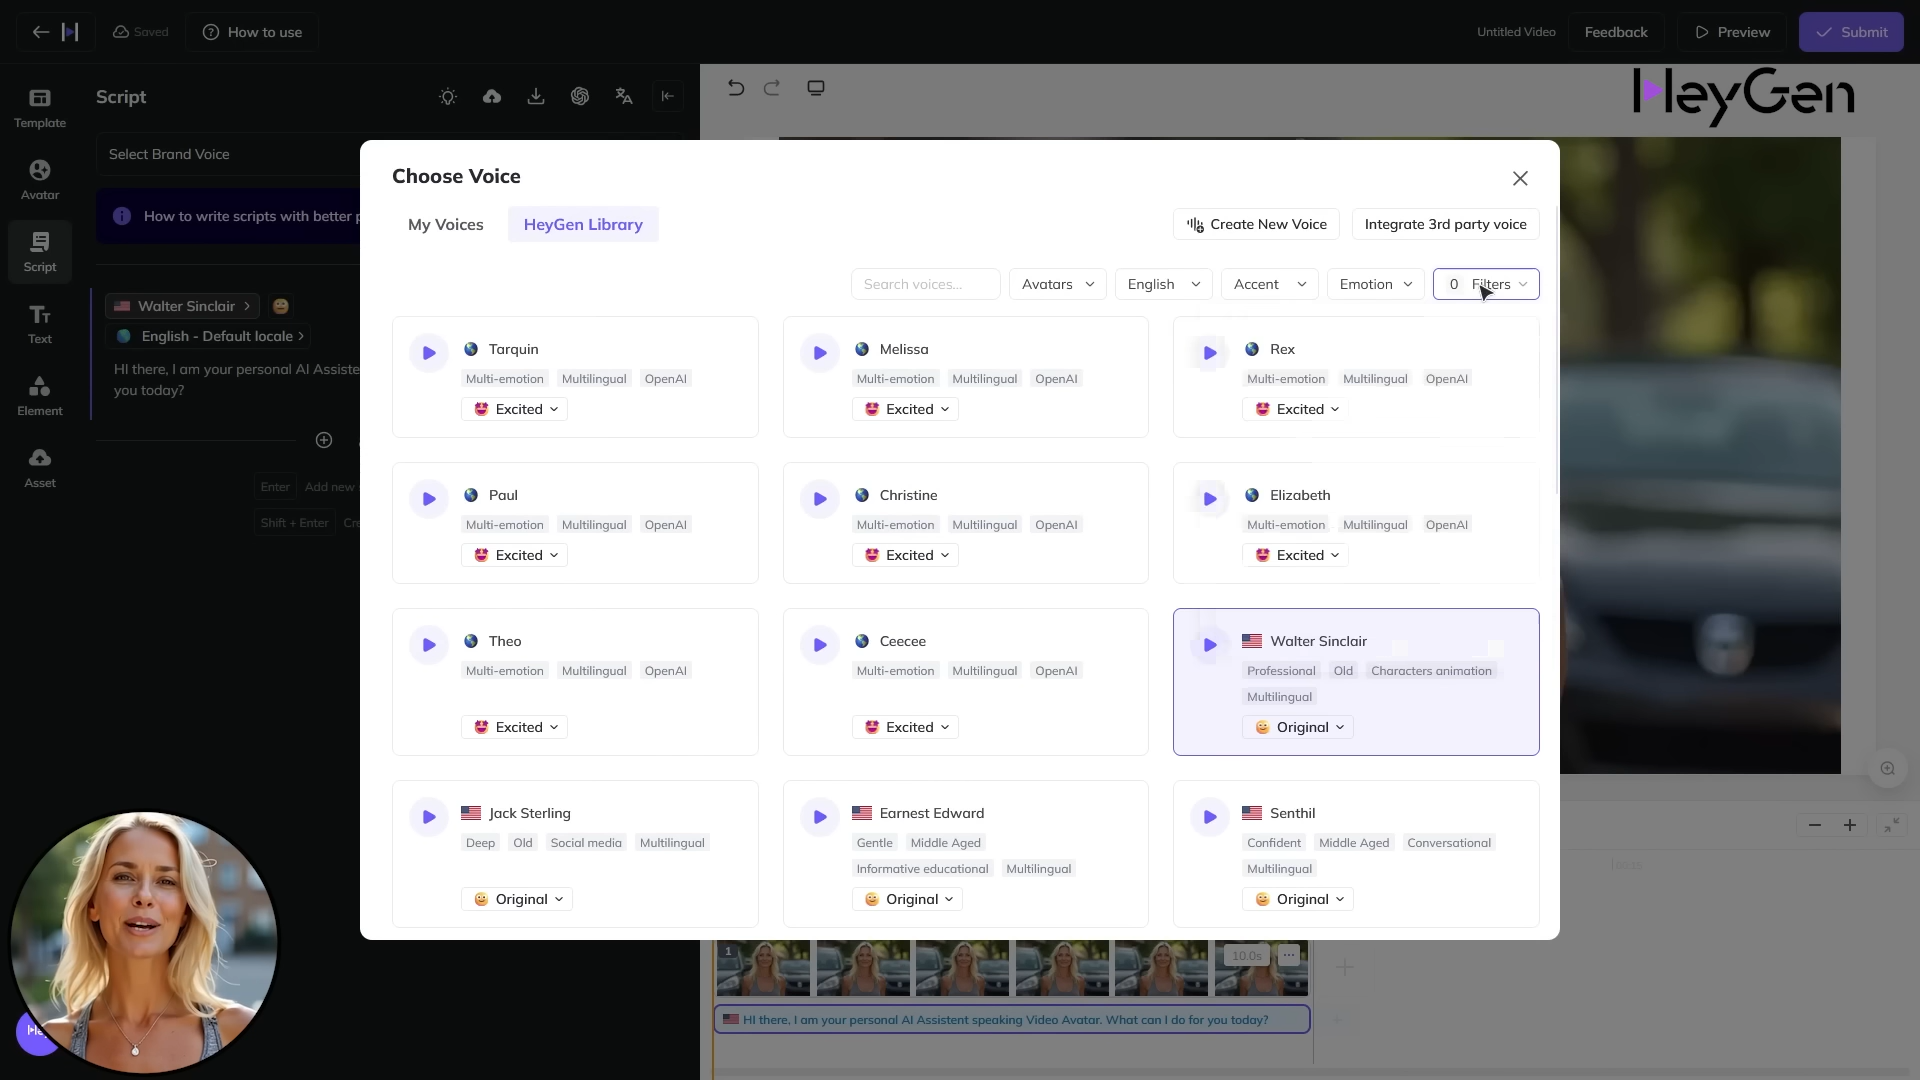 Saved
How to use
Untitled Video
Feedback
Preview
Submit
HeyGen
Template
Avatar
Script
Text
Element
Asset
Script
Select Brand Voice
How to write scripts with better p
Walter Sinclair >
English - Default locale >
HI there, I am your personal AI Assiste
you today?
Enter Add new s
Shift + Enter Cre
Choose Voice
My Voices
HeyGen Library
Create New Voice
Integrate 3rd party voice
Search voices...
Avatars
English
Accent
Emotion
0 Filters
Tarquin
Multi-emotion Multilingual OpenAI
Excited
Melissa
Multi-emotion Multilingual OpenAI
Excited
Rex
Multi-emotion Multilingual OpenAI
Excited
Paul
Multi-emotion Multilingual OpenAI
Excited
Christine
Multi-emotion Multilingual OpenAI
Excited
Elizabeth
Multi-emotion Multilingual OpenAI
Excited
Theo
Multi-emotion Multilingual OpenAI
Excited
Ceecee
Multi-emotion Multilingual OpenAI
Excited
Walter Sinclair
Professional Old Characters animation
Multilingual
Original
Jack Sterling
Deep Old Social media Multilingual
Original
Earnest Edward
Gentle Middle Aged
Informative educational Multilingual
Original
Senthil
Confident Middle Aged Conversational
Multilingual
Original
1
10.0s
HI there, I am your personal AI Assistent speaking Video Avatar. What can I do for you today?